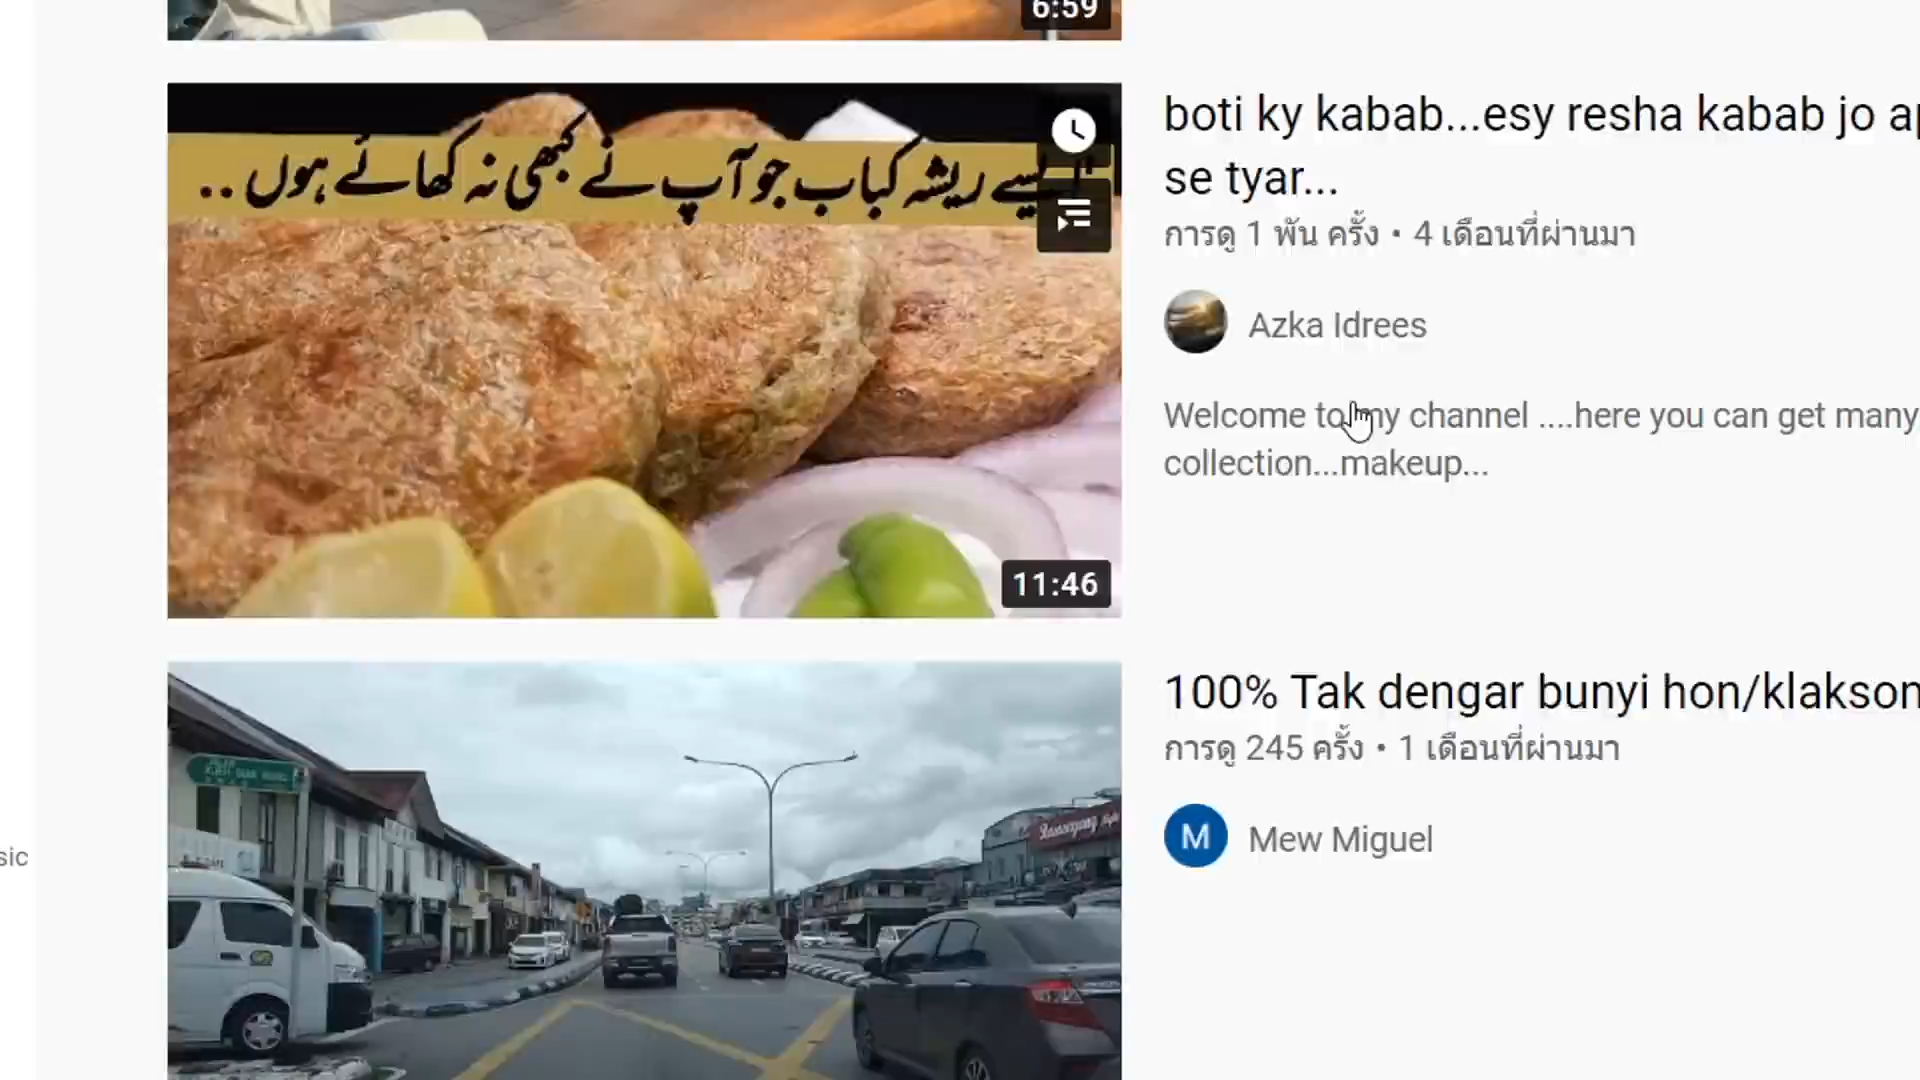 6:59
ایسے ریشہ کباب جو آپ نے کبھی نہ کھائے ہوں ..
11:46
boti ky kabab...esy resha kabab jo ap
se tyar...
การดู 1 พัน ครั้ง • 4 เดือนที่ผ่านมา
Azka Idrees
Welcome to my channel ....here you can get many
collection...makeup...
100% Tak dengar bunyi hon/klakson
การดู 245 ครั้ง • 1 เดือนที่ผ่านมา
M
Mew Miguel
sic